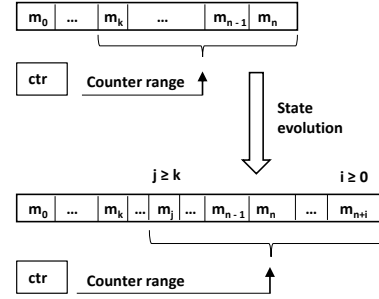 m0 ... mk ... mn-1 mn
ctr Counter range
State
evolution
j ≥ k i ≥ 0
m0 ... mk ... mj ... mn-1 mn ... mn+i
ctr Counter range